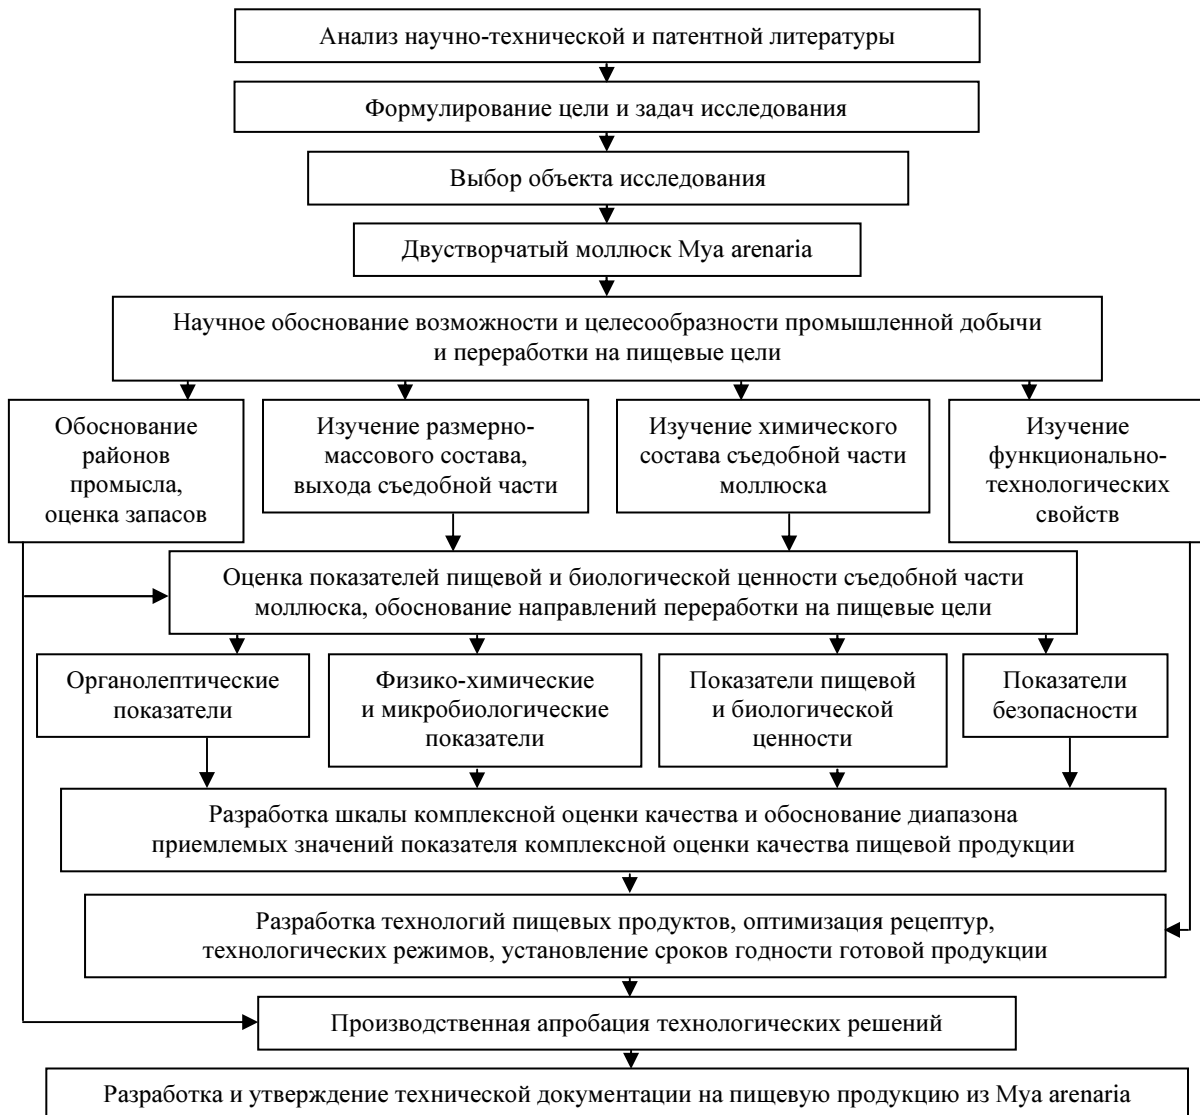 Анализ научно-технической и патентной литературы
Формулирование цели и задач исследования
Выбор объекта исследования
Двустворчатый моллюск Mya arenaria
Научное обоснование возможности и целесообразности промышленной добычи
и переработки на пищевые цели
Обоснование
районов
промысла,
оценка запасов
Изучение размерно-
массового состава,
выхода съедобной части
Изучение химического
состава съедобной части
моллюска
Изучение
функционально-
технологических
свойств
Оценка показателей пищевой и биологической ценности съедобной части
моллюска, обоснование направлений переработки на пищевые цели
Органолептические
показатели
Физико-химические
и микробиологические
показатели
Показатели пищевой
и биологической
ценности
Показатели
безопасности
Разработка шкалы комплексной оценки качества и обоснование диапазона
приемлемых значений показателя комплексной оценки качества пищевой продукции
Разработка технологий пищевых продуктов, оптимизация рецептур,
технологических режимов, установление сроков годности готовой продукции
Производственная апробация технологических решений
Разработка и утверждение технической документации на пищевую продукцию из Mya arenaria